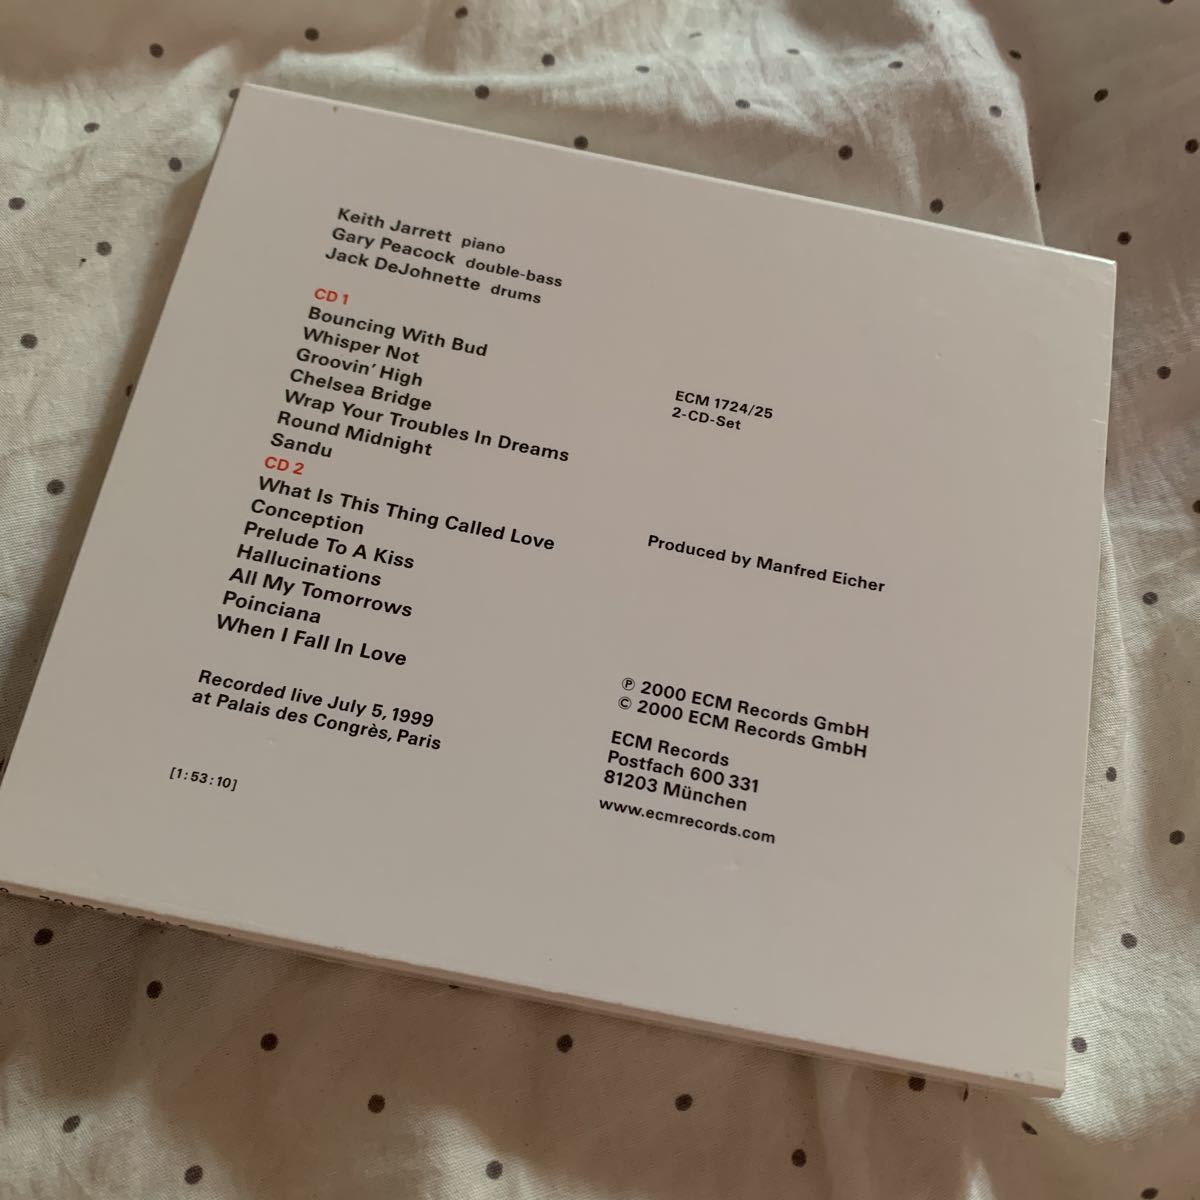 Keith Jarrett piano
Gary Peacock double-bass
Jack DeJohnette drums
CD 1
Bouncing With Bud
Whisper Not
Groovin' High
Chelsea Bridge
Wrap Your Troubles In Dreams
Round Midnight
Sandu
CD 2
What Is This Thing Called Love
Conception
Prelude To A Kiss
Hallucinations
All My Tomorrows
Poinciana
When I Fall In Love
Recorded live July 5, 1999
at Palais des Congrès, Paris
[1:53:10]
ECM 1724/25
2-CD-Set
Produced by Manfred Eicher
℗ 2000 ECM Records GmbH
© 2000 ECM Records GmbH
ECM Records
Postfach 600 331
81203 München
www.ecmrecords.com